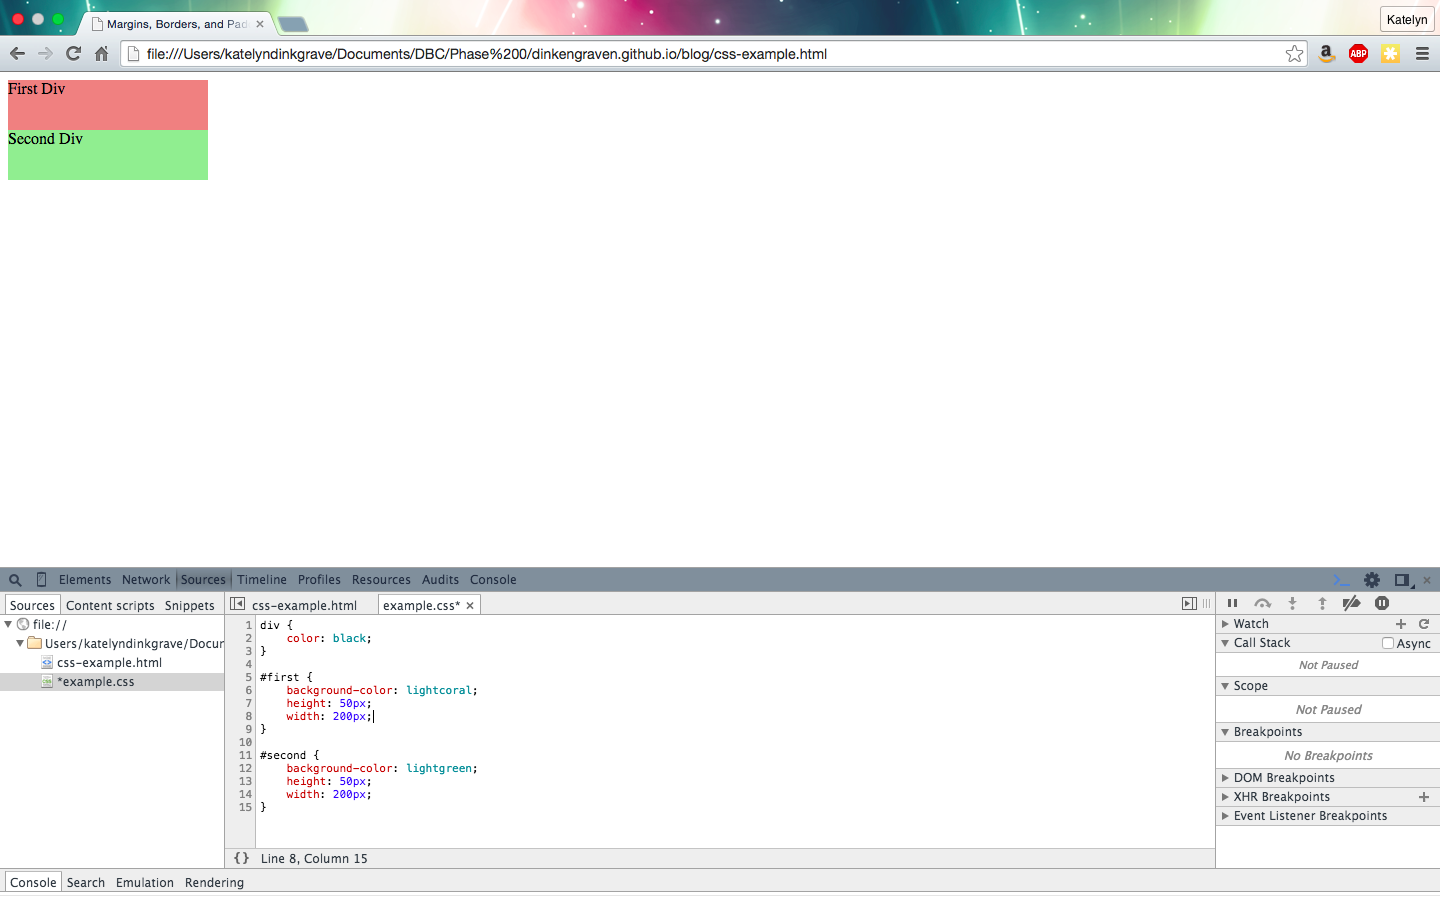 Margins, Borders, and Pad
Katelyn
file:///Users/katelyndinkgrave/Documents/DBC/Phase%200/dinkengraven.github.io/blog/css-example.html
a
ABP
First Div
Second Div
Elements Network Sources Timeline Profiles Resources Audits Console
Sources Content scripts Snippets
css-example.html example.css*
file://
Users/katelyndinkgrave/Docur
css-example.html
*example.css
1 div {
2 color: black;
3 }
4
5 #first {
6 background-color: lightcoral;
7 height: 50px;
8 width: 200px;
9 }
10
11 #second {
12 background-color: lightgreen;
13 height: 50px;
14 width: 200px;
15 }
{} Line 8, Column 15
Watch
Call Stack Async
Not Paused
Scope
Not Paused
Breakpoints
No Breakpoints
DOM Breakpoints
XHR Breakpoints
Event Listener Breakpoints
Console Search Emulation Rendering